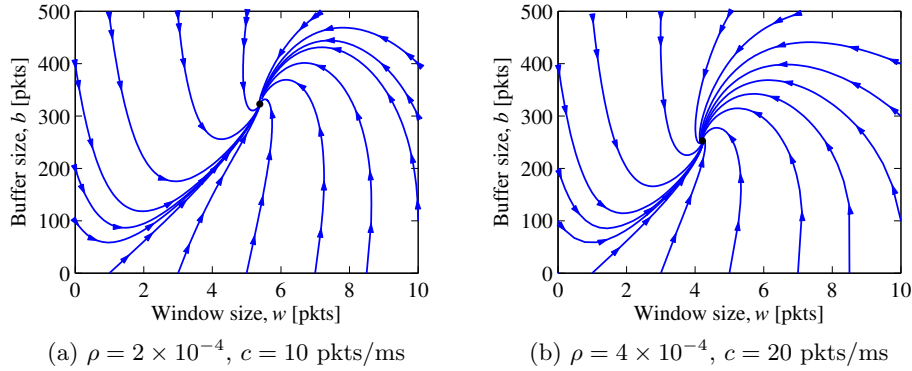 500
400
300
200
100
0
Buffer size, b [pkts]
0 2 4 6 8 10
Window size, w [pkts]
(a) ρ = 2 × 10⁻⁴, c = 10 pkts/ms
500
400
300
200
100
0
Buffer size, b [pkts]
0 2 4 6 8 10
Window size, w [pkts]
(b) ρ = 4 × 10⁻⁴, c = 20 pkts/ms